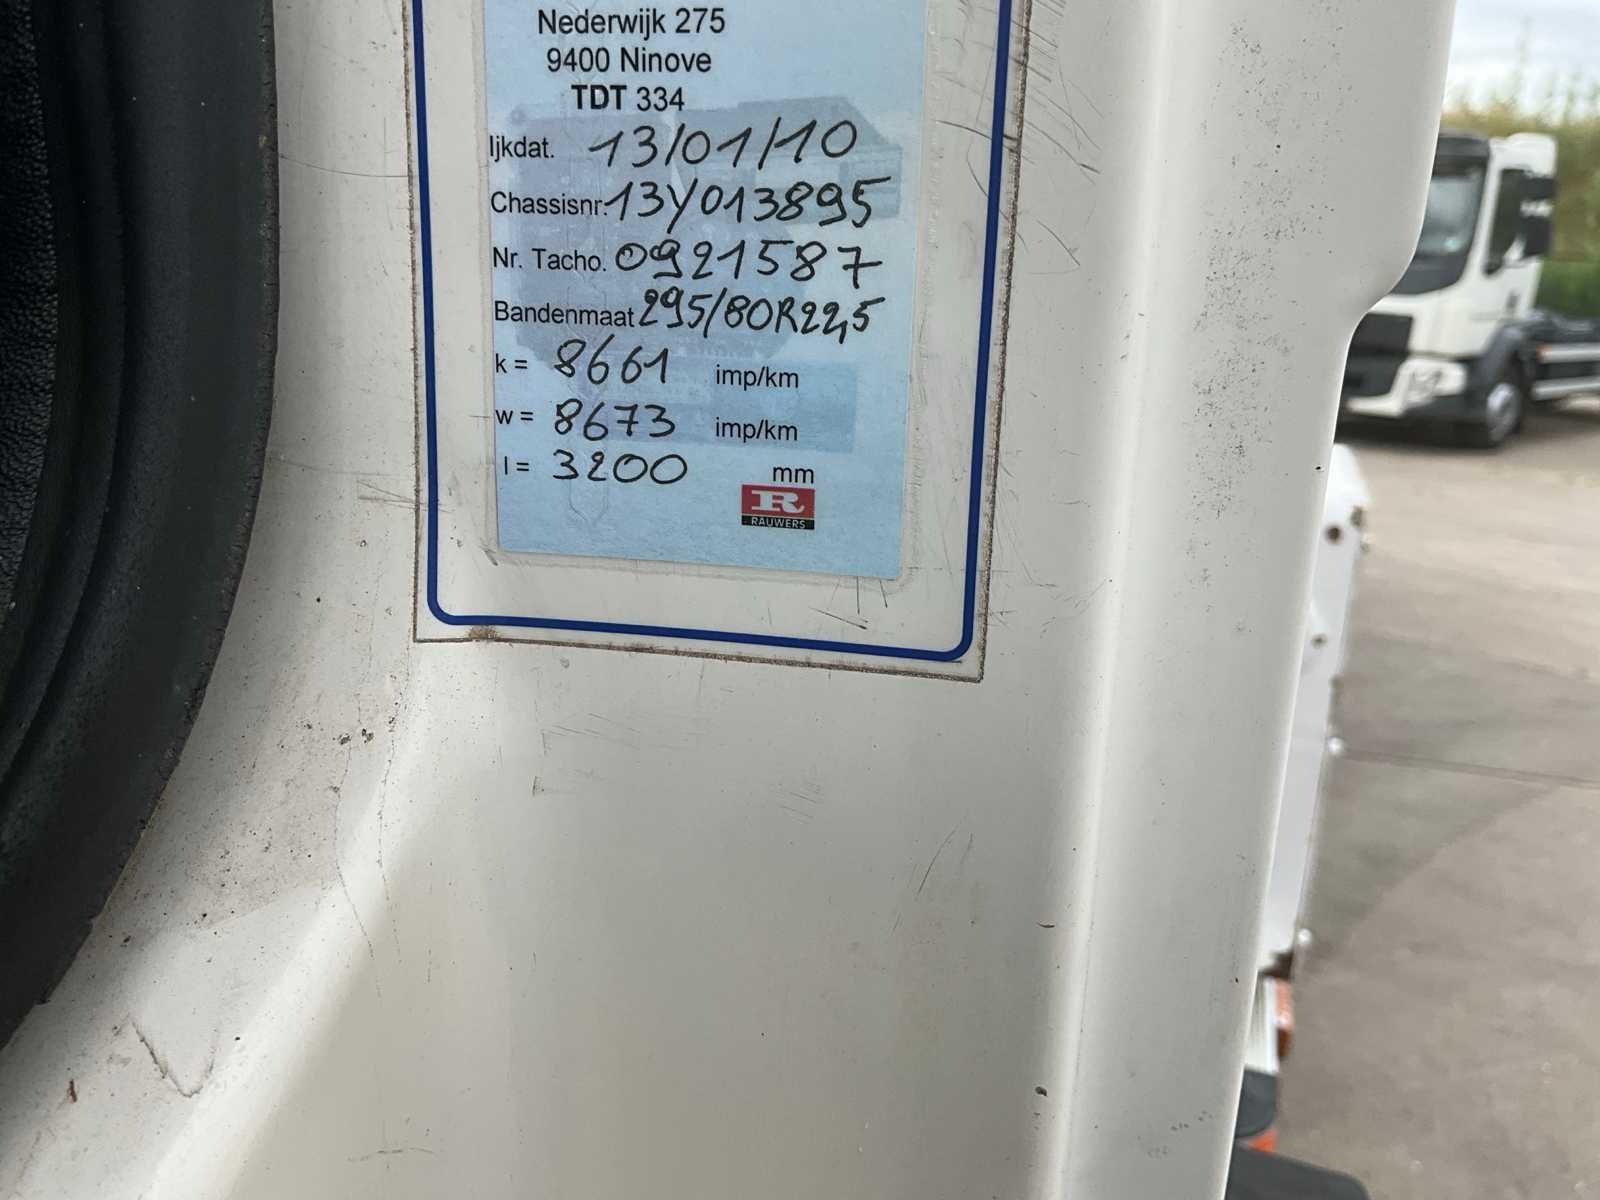 Nederwijk 275
9400 Ninove
TDT 334
Ijkdat. 13/01/10
Chassisnr. 13Y013895
Nr. Tacho. 0921587
Bandenmaat 295/80R22,5
k = 8661 imp/km
w = 8673 imp/km
l = 3200 mm
R
RAUWERS